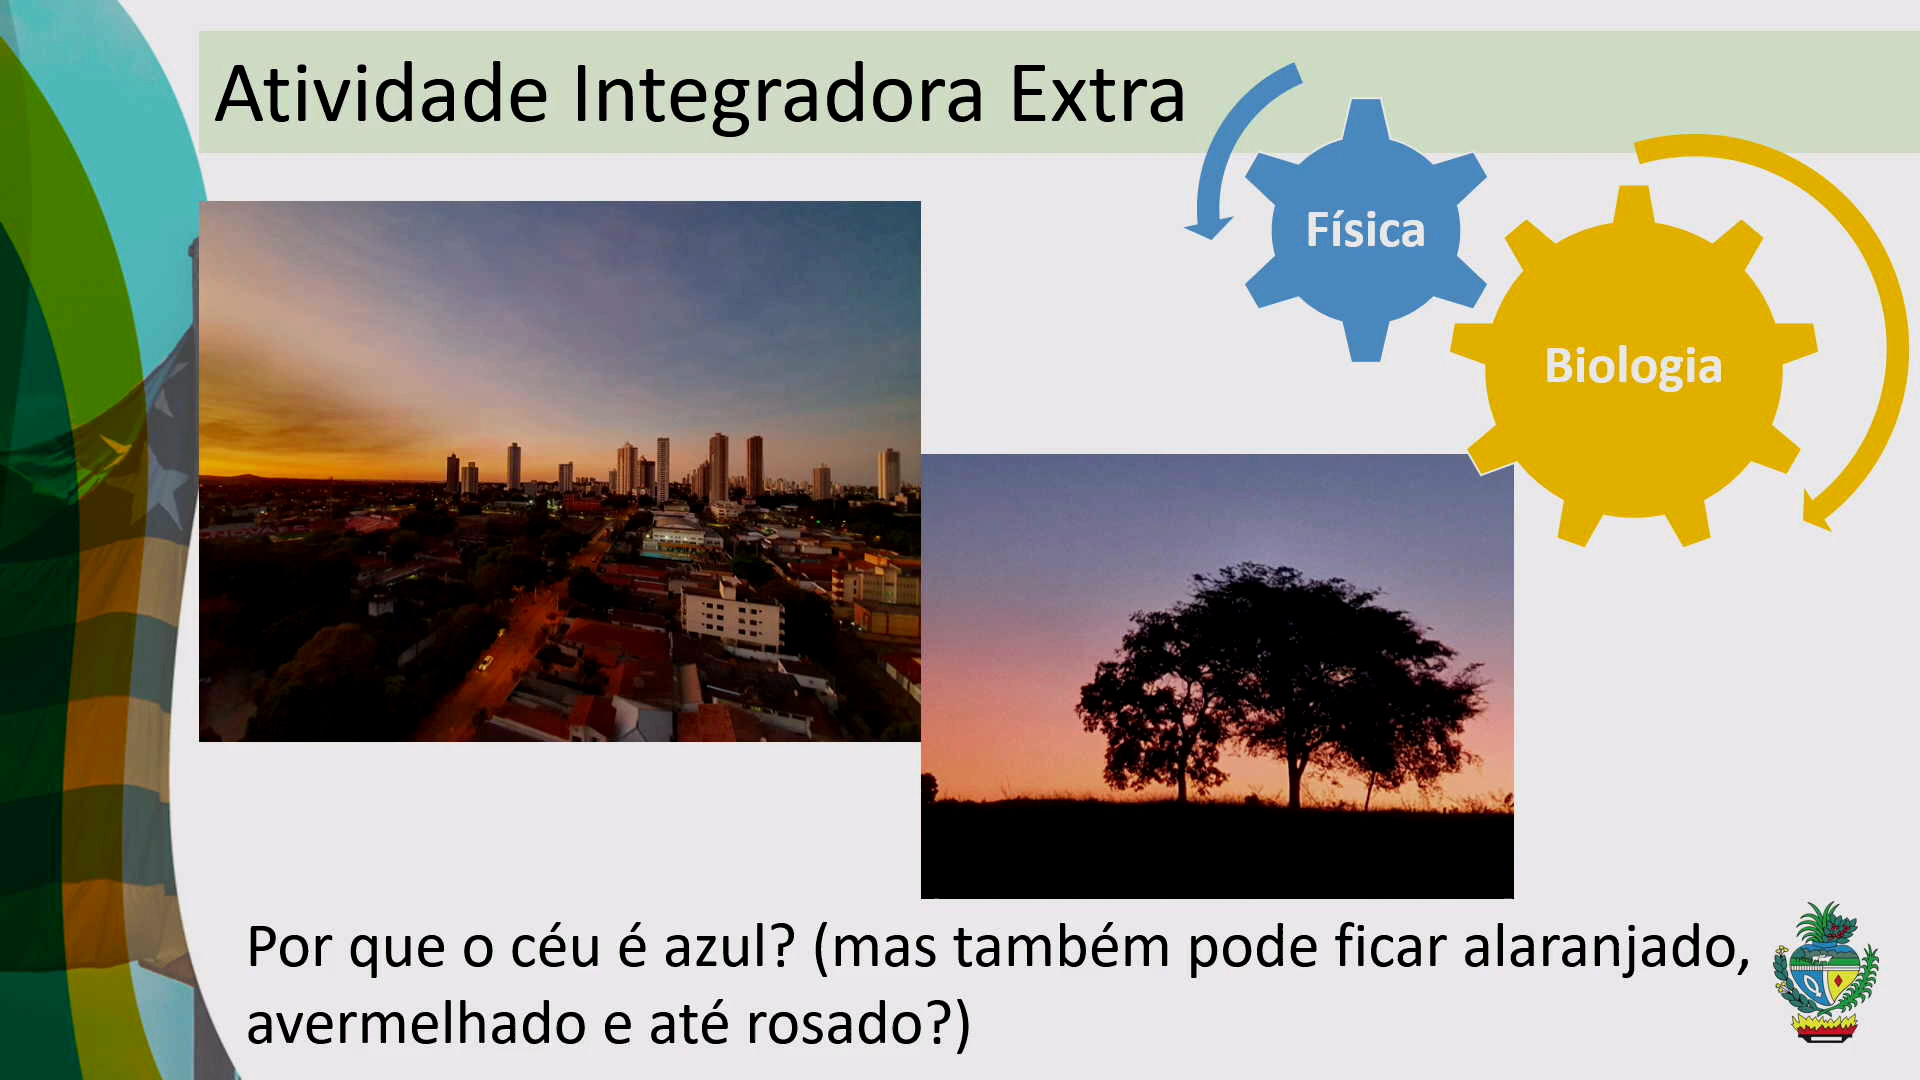 Atividade Integradora Extra
Física
Biologia
Por que o céu é azul? (mas também pode ficar alaranjado,
avermelhado e até rosado?)